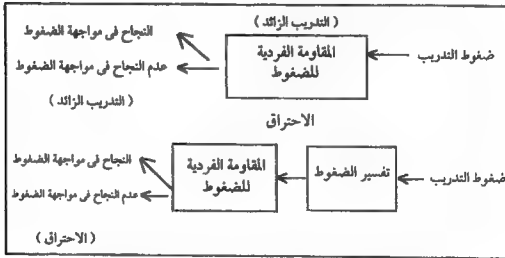 ( التدريب الزائد )
ضغوط التدريب
المقاومة الفردية
للضغوط
النجاح فى مواجهة الضغوط
عدم النجاح فى مواجهة الضغوط
( التدريب الزائد )
الاحتراق
ضغوط التدريب
تفسير الضغوط
المقاومة الفردية
للضغوط
النجاح فى مواجهة الضغوط
عدم النجاح فى مواجهة الضغوط
( الاحتراق )